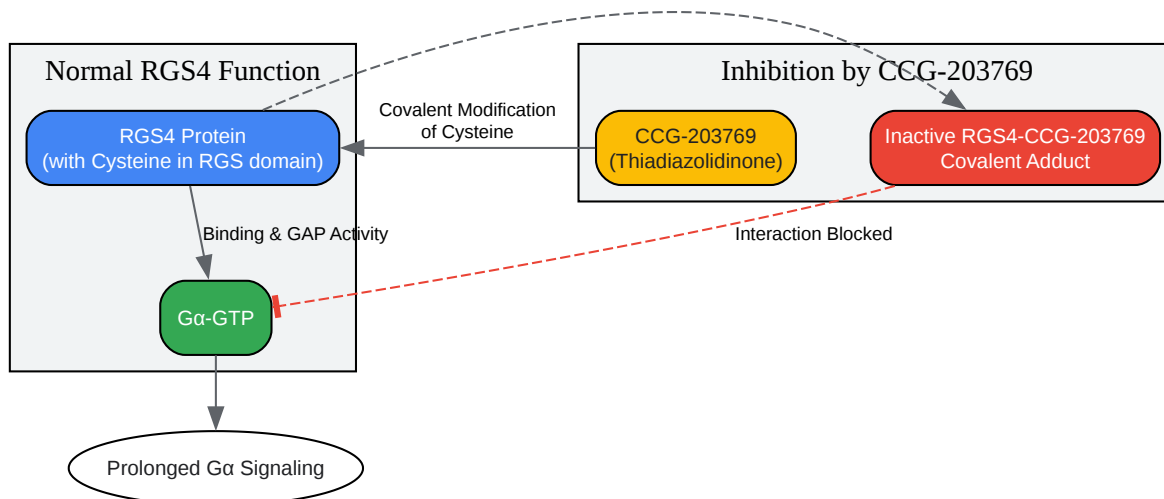 Normal RGS4 Function
Inhibition by CCG-203769
RGS4 Protein
(with Cysteine in RGS domain)
Covalent Modification
of Cysteine
CCG-203769
(Thiadiazolidinone)
Inactive RGS4-CCG-203769
Covalent Adduct
Binding & GAP Activity
Interaction Blocked
Gα-GTP
Prolonged Gα Signaling